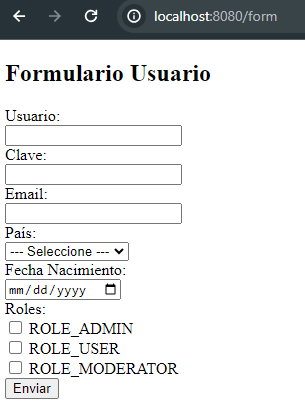 localhost:8080/form
Formulario Usuario
Usuario:
Clave:
Email:
País:
--- Seleccione ---
Fecha Nacimiento:
mm/dd/yyyy
Roles:
ROLE_ADMIN
ROLE_USER
ROLE_MODERATOR
Enviar